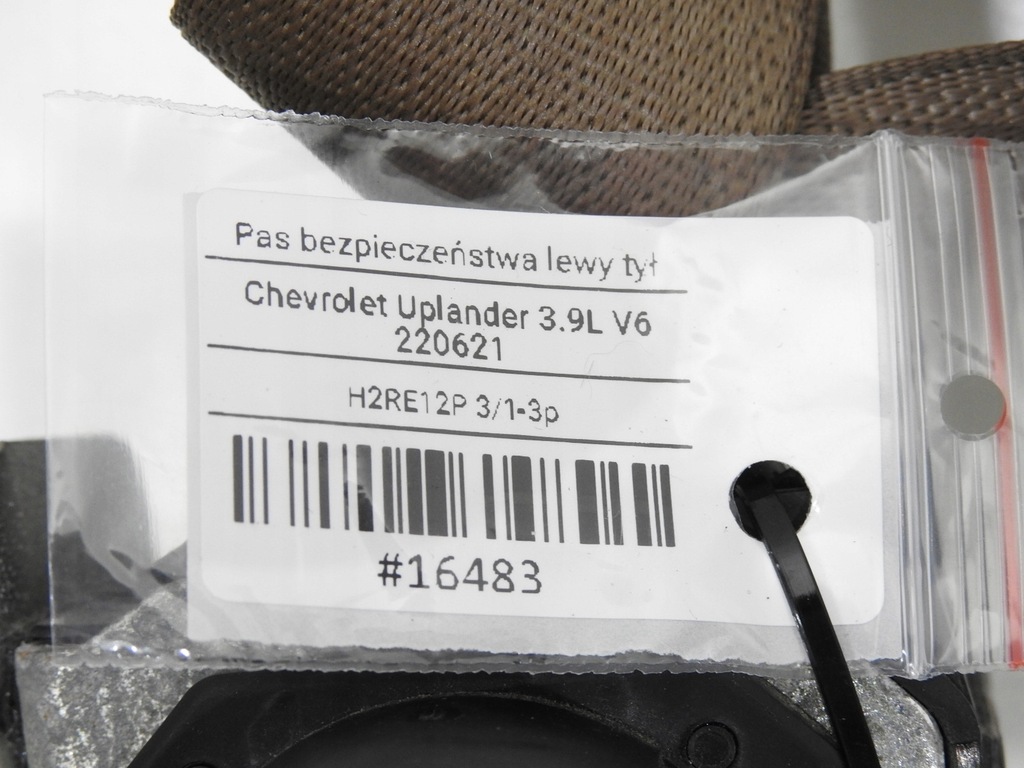 Pas bezpieczeństwa lewy tył
Chevrolet Uplander 3.9L V6
220621
H2RE12P 3/1-3p
#16483